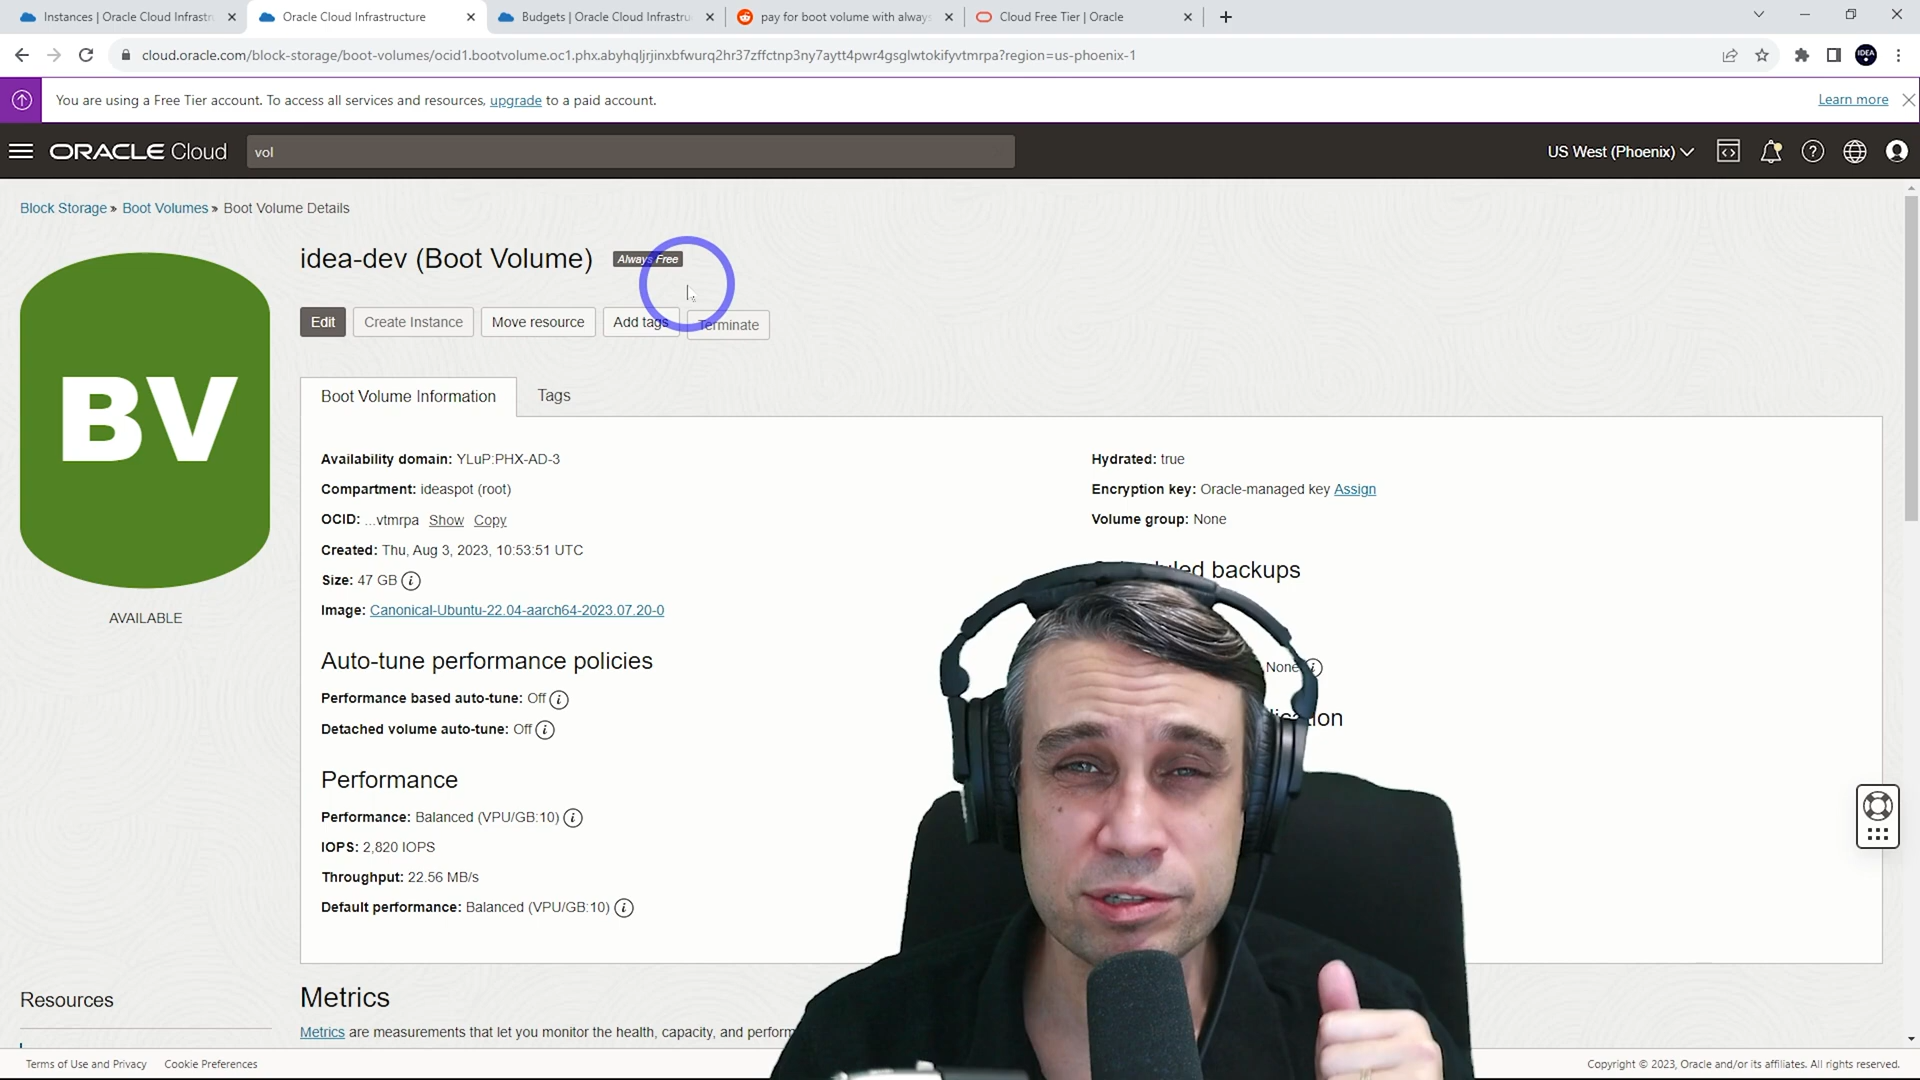 Instances | Oracle Cloud Infrastr
Oracle Cloud Infrastructure
Budgets | Oracle Cloud Infrastru
pay for boot volume with always
Cloud Free Tier | Oracle
cloud.oracle.com/block-storage/boot-volumes/ocid1.bootvolume.oc1.phx.abyhqljrjinxbfwurq2hr37zffctnp3ny7aytt4pwr4gsglwtokifyvtmrpa?region=us-phoenix-1
IDEA
You are using a Free Tier account. To access all services and resources, upgrade to a paid account.
Learn more
ORACLE Cloud
vol
US West (Phoenix)
Block Storage » Boot Volumes » Boot Volume Details
idea-dev (Boot Volume)
Always Free
Edit
Create Instance
Move resource
Add tags
Terminate
BV
AVAILABLE
Boot Volume Information
Tags
Availability domain: YLuP:PHX-AD-3
Compartment: ideaspot (root)
OCID: ...vtmrpa Show Copy
Created: Thu, Aug 3, 2023, 10:53:51 UTC
Size: 47 GB
Image: Canonical-Ubuntu-22.04-aarch64-2023.07.20-0
Auto-tune performance policies
Performance based auto-tune: Off
Detached volume auto-tune: Off
Performance
Performance: Balanced (VPU/GB:10)
IOPS: 2,820 IOPS
Throughput: 22.56 MB/s
Default performance: Balanced (VPU/GB:10)
Hydrated: true
Encryption key: Oracle-managed key Assign
Volume group: None
backups
None
Resources
Metrics
Metrics are measurements that let you monitor the health, capacity, and perform
Terms of Use and Privacy
Cookie Preferences
Copyright © 2023, Oracle and/or its affiliates. All rights reserved.